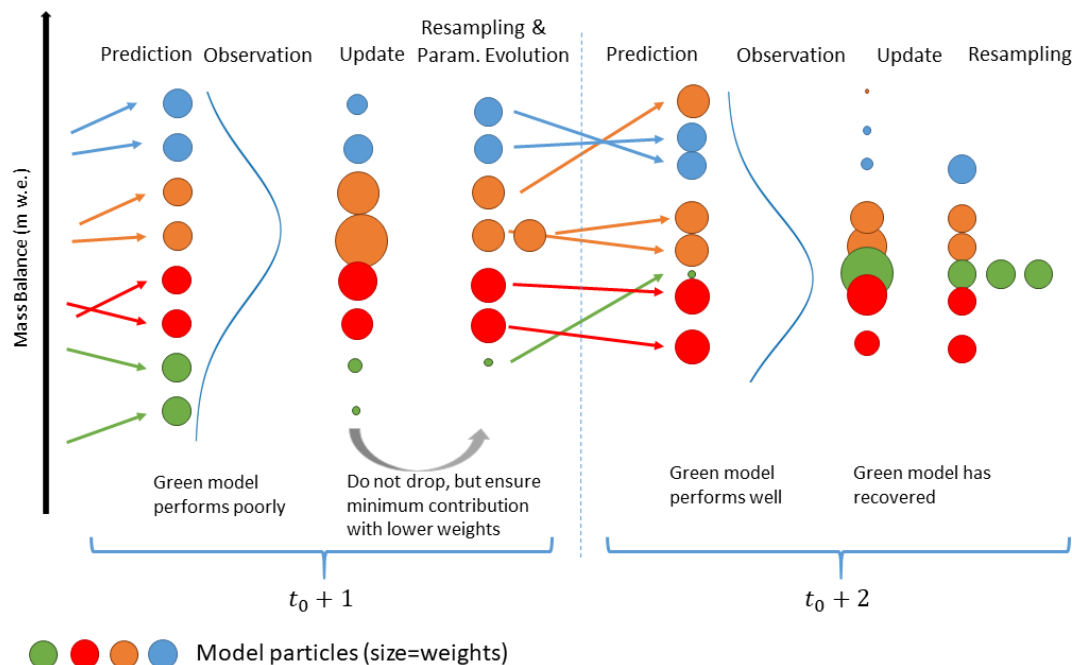 Resampling &
Prediction Observation Update Param. Evolution Prediction Observation Update Resampling
Mass Balance (m w.e.)
Green model
performs poorly
Do not drop, but ensure
minimum contribution
with lower weights
Green model
performs well
Green model has
recovered
t₀ + 1
t₀ + 2
Model particles (size=weights)